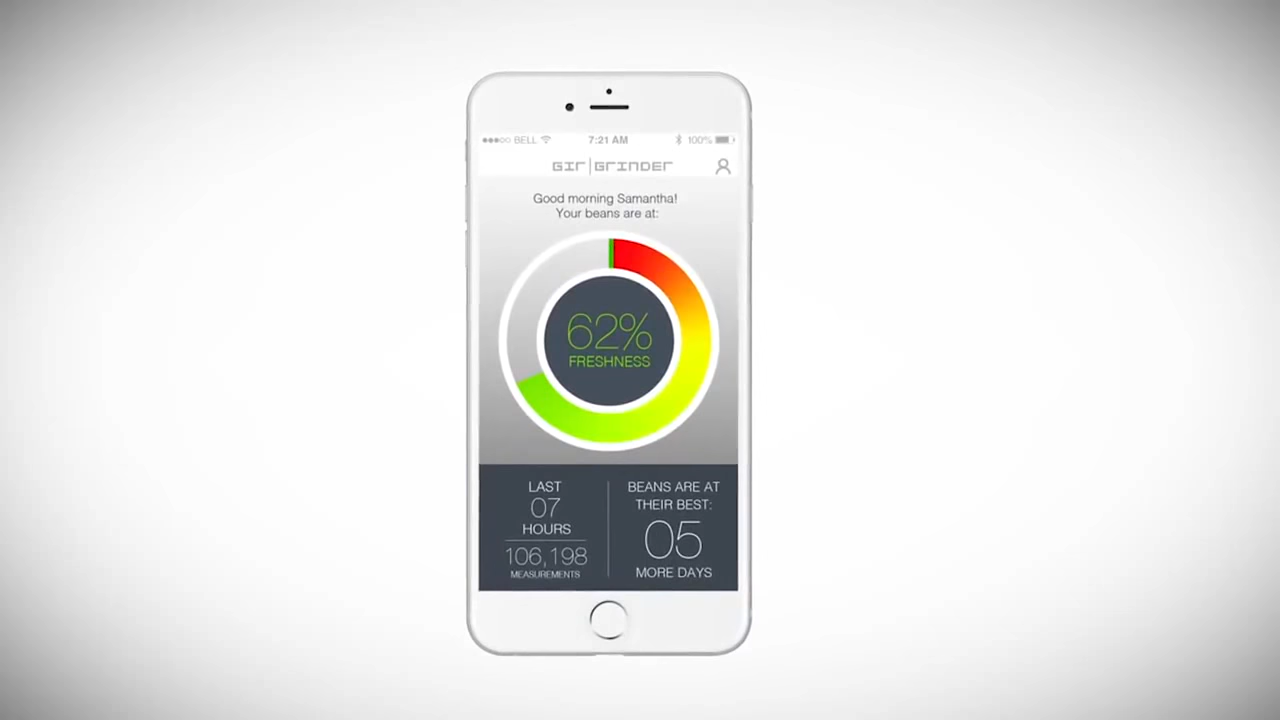 BELL 7:21 AM 100%
GIR|GRINDER
Good morning Samantha!
Your beans are at:
62%
FRESHNESS
LAST
07
HOURS
106,198
MEASUREMENTS
BEANS ARE AT
THEIR BEST:
05
MORE DAYS